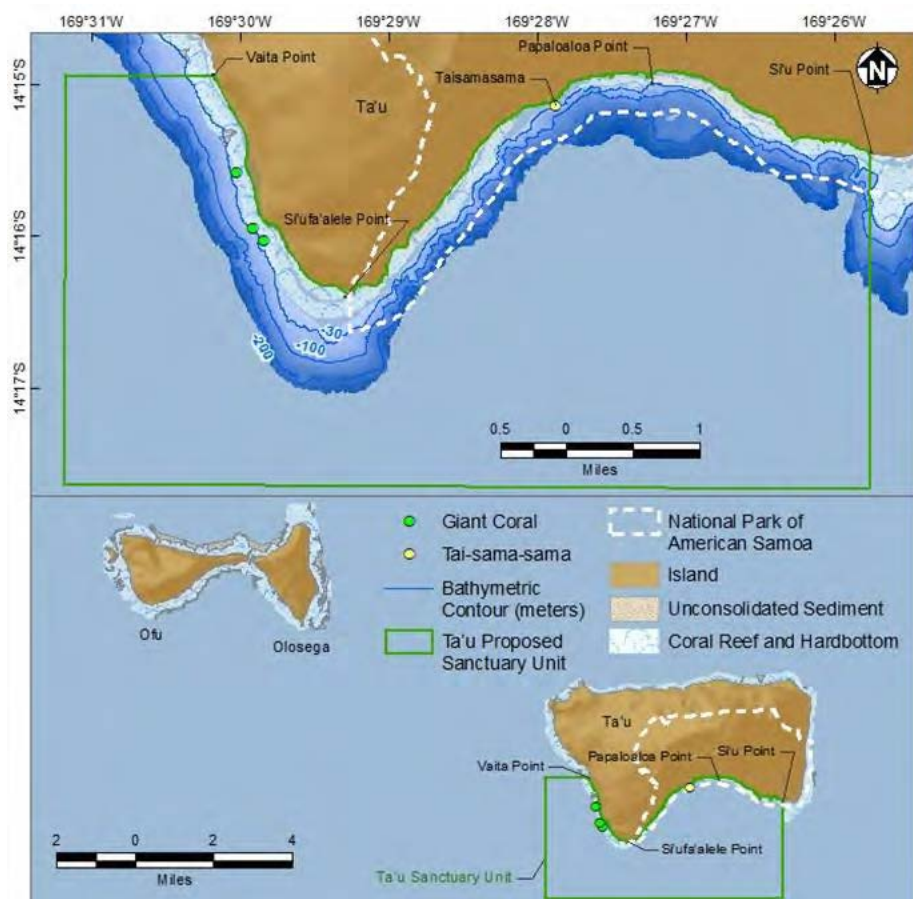 169°31'W
169°30'W
169°29'W
169°28'W
169°27'W
169°26'W
14°15'S
14°16'S
14°17'S
Vaita Point
Papaloaloa Point
Taisamasama
Si'u Point
N
Ta'u
Si'ufa'alele Point
-30
-100
-200
0.5 0 0.5 1
Miles
Ofu
Olosega
Giant Coral
Tai-sama-sama
Bathymetric
Contour (meters)
Ta'u Proposed
Sanctuary Unit
National Park of
American Samoa
Island
Unconsolidated Sediment
Coral Reef and Hardbottom
Ta'u
Si'u Point
Papaloaloa Point
Vaita Point
Si'ufa'alele Point
Ta'u Sanctuary Unit
2 0 2 4
Miles